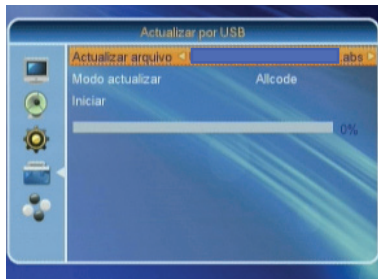 Actualizar por USB
Actualizar arquivo abs
Modo actualizar Allcode
Iniciar
0%